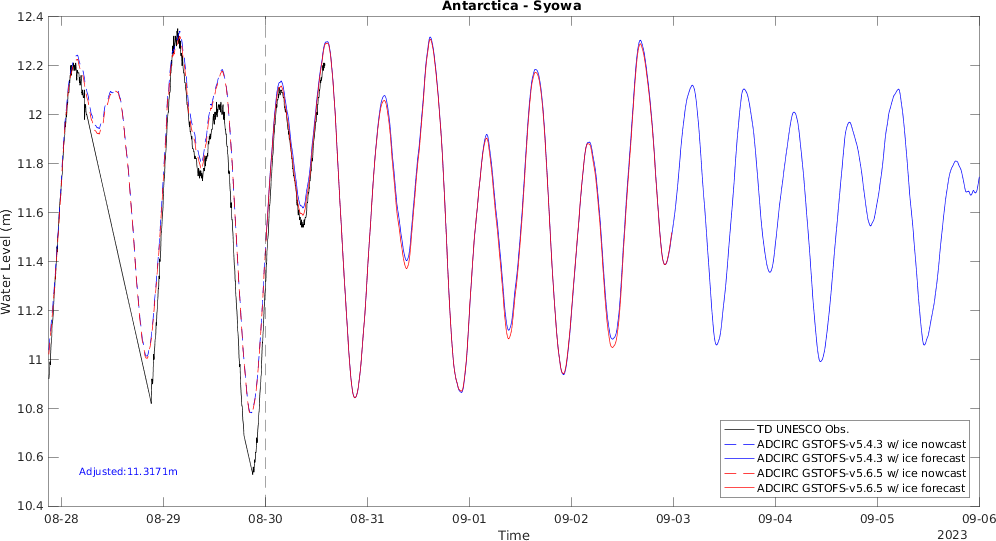 Antarctica - Syowa
Water Level (m)
12.4
12.2
12
11.8
11.6
11.4
11.2
11
10.8
10.6
10.4
Adjusted:11.3171m
TD UNESCO Obs.
ADCIRC GSTOFS-v5.4.3 w/ ice nowcast
ADCIRC GSTOFS-v5.4.3 w/ ice forecast
ADCIRC GSTOFS-v5.6.5 w/ ice nowcast
ADCIRC GSTOFS-v5.6.5 w/ ice forecast
08-28 08-29 08-30 08-31 09-01 09-02 09-03 09-04 09-05 09-06
Time
2023